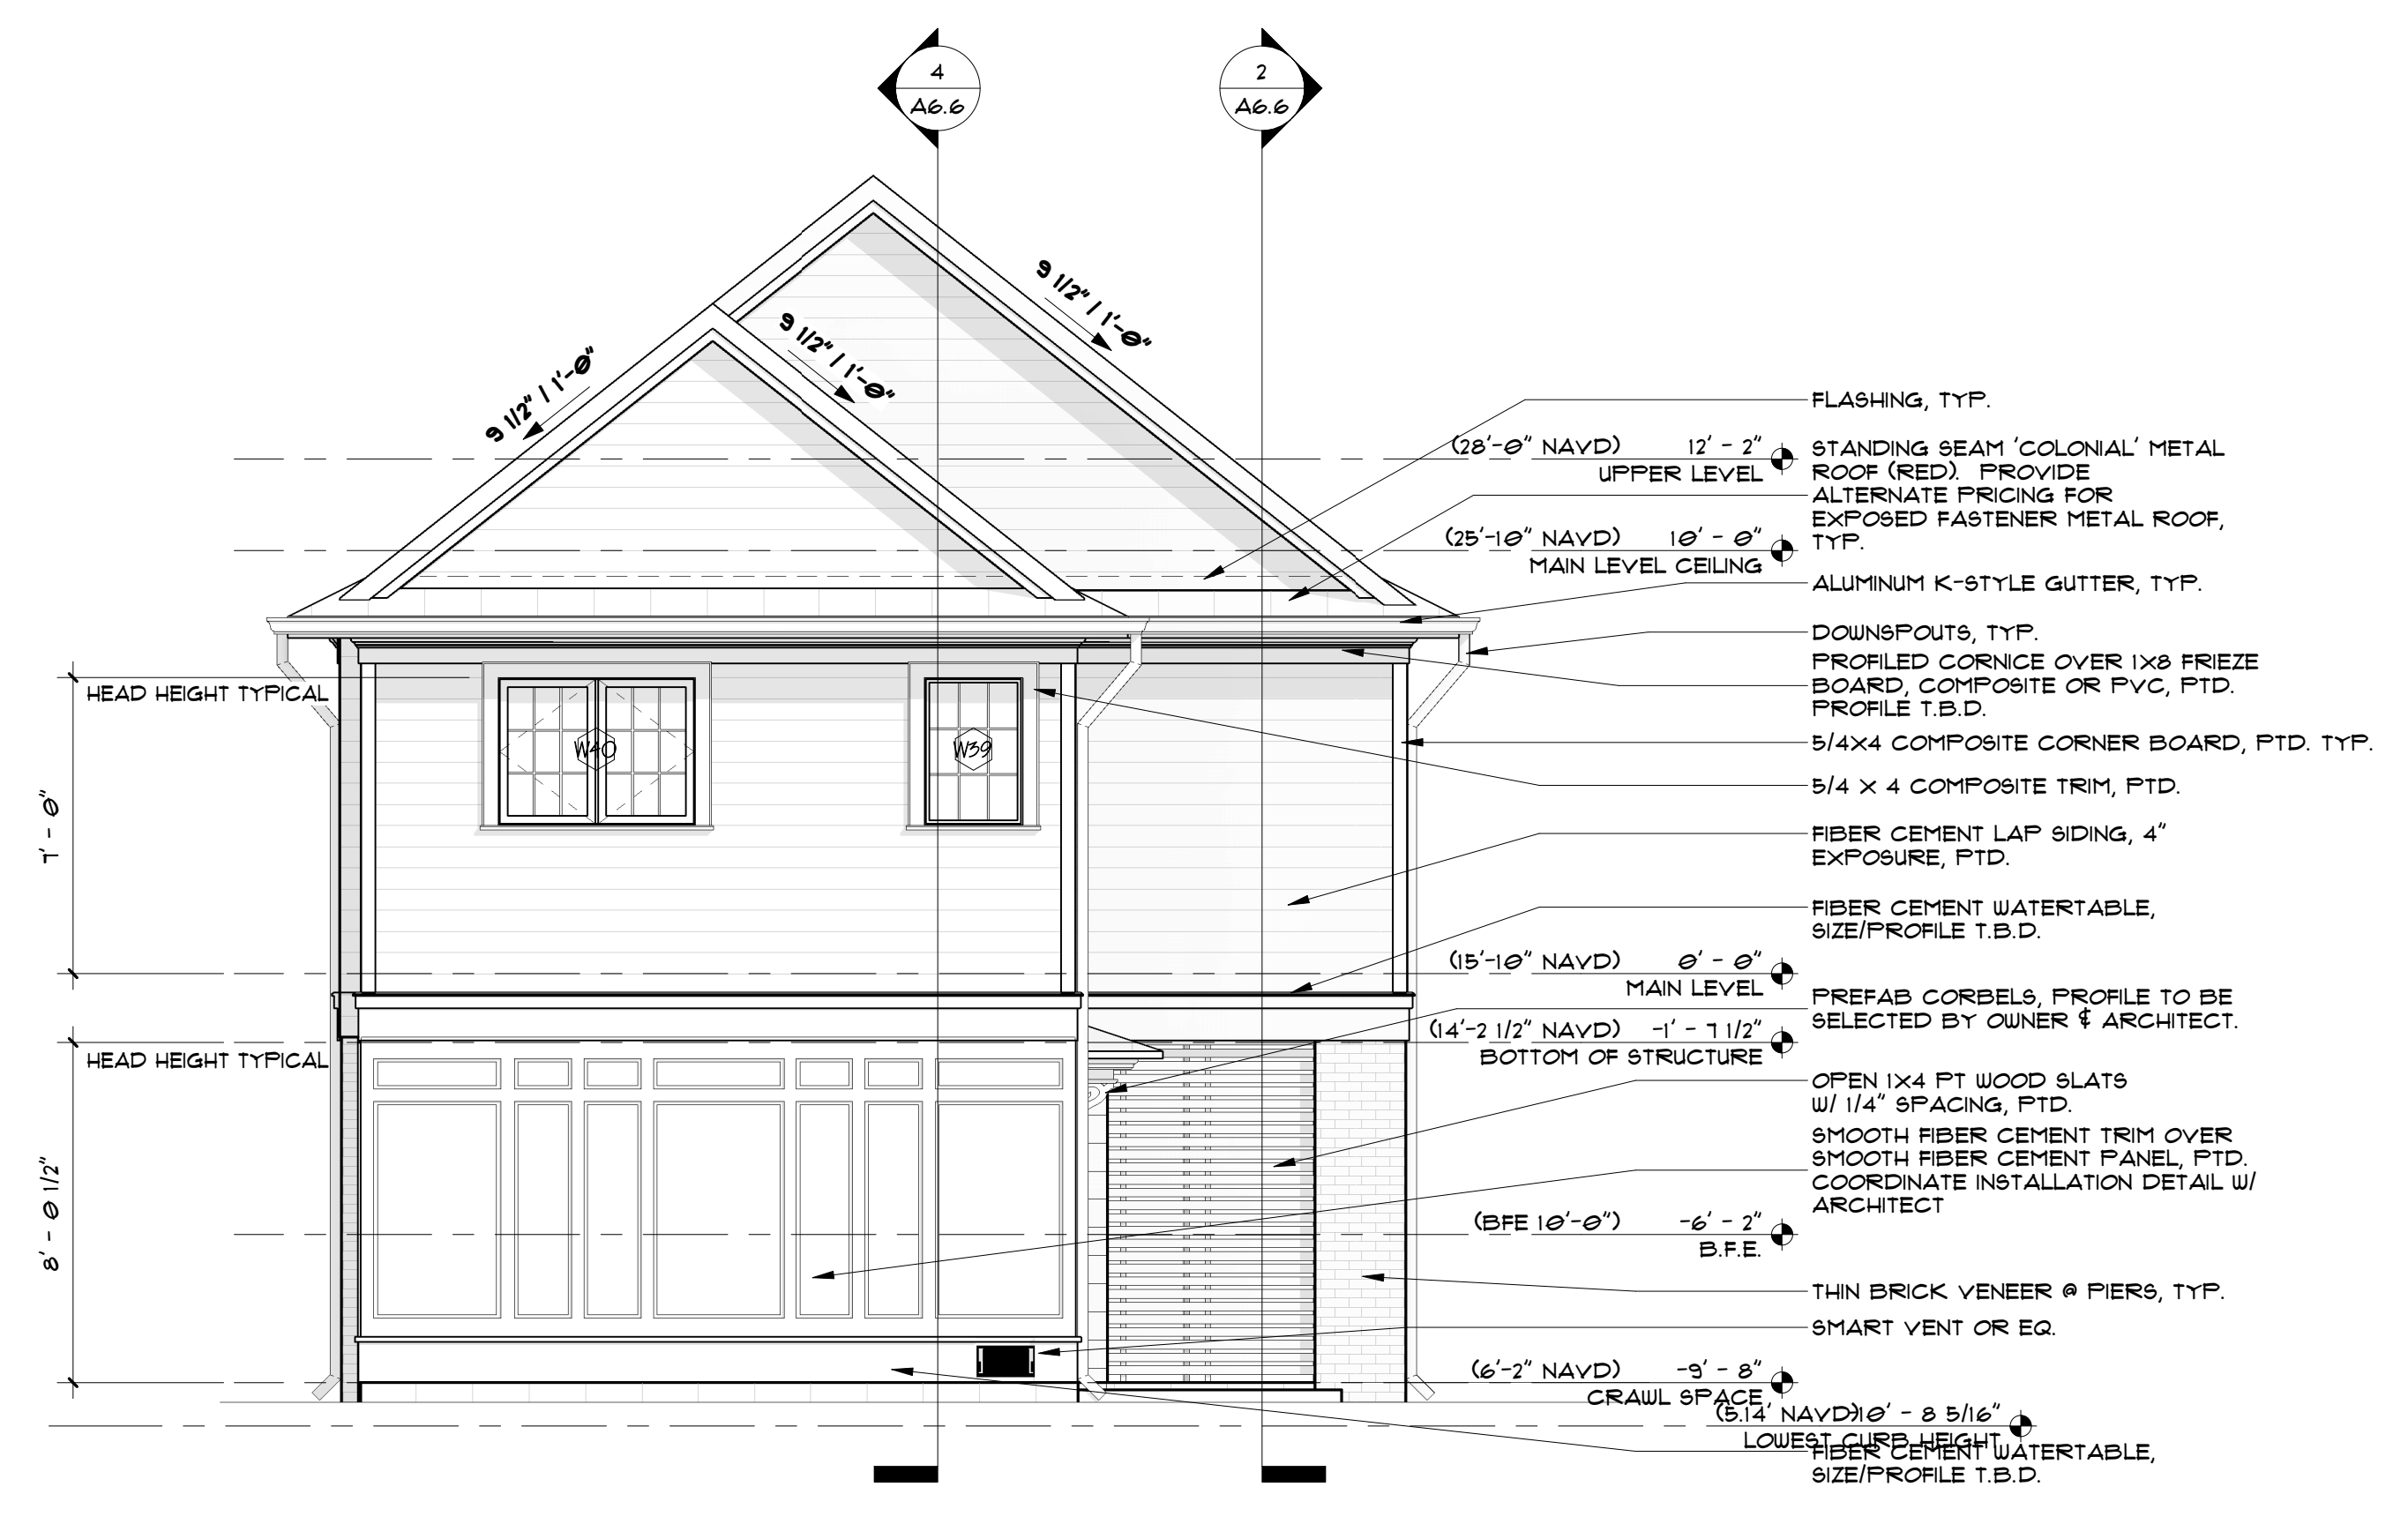 4
A6.6
2
A6.6
9 1/2" / 1'-0"
9 1/2" / 1'-0"
9 1/2" / 1'-0"
FLASHING, TYP.
(28'-0" NAVD) 12' - 2"
UPPER LEVEL
STANDING SEAM 'COLONIAL' METAL
ROOF (RED). PROVIDE
ALTERNATE PRICING FOR
EXPOSED FASTENER METAL ROOF,
TYP.
(25'-10" NAVD) 10' - 0"
MAIN LEVEL CEILING
ALUMINUM K-STYLE GUTTER, TYP.
DOWNSPOUTS, TYP.
PROFILED CORNICE OVER 1X8 FRIEZE
BOARD, COMPOSITE OR PVC, PTD.
PROFILE T.B.D.
HEAD HEIGHT TYPICAL
W40
W39
5/4X4 COMPOSITE CORNER BOARD, PTD. TYP.
5/4 X 4 COMPOSITE TRIM, PTD.
7' - 0"
FIBER CEMENT LAP SIDING, 4"
EXPOSURE, PTD.
FIBER CEMENT WATERTABLE,
SIZE/PROFILE T.B.D.
(15'-10" NAVD) 0' - 0"
MAIN LEVEL
PREFAB CORBELS, PROFILE TO BE
SELECTED BY OWNER & ARCHITECT.
(14'-2 1/2" NAVD) -1' - 7 1/2"
BOTTOM OF STRUCTURE
HEAD HEIGHT TYPICAL
OPEN 1X4 PT WOOD SLATS
W/ 1/4" SPACING, PTD.
SMOOTH FIBER CEMENT TRIM OVER
SMOOTH FIBER CEMENT PANEL, PTD.
COORDINATE INSTALLATION DETAIL W/
ARCHITECT
8' - 0 1/2"
(BFE 10'-0") -6' - 2"
B.F.E.
THIN BRICK VENEER @ PIERS, TYP.
SMART VENT OR EQ.
(6'-2" NAVD) -9' - 8"
CRAWL SPACE
(5.14' NAVD) 10' - 8 5/16"
LOWEST CURB HEIGHT
FIBER CEMENT WATERTABLE,
SIZE/PROFILE T.B.D.